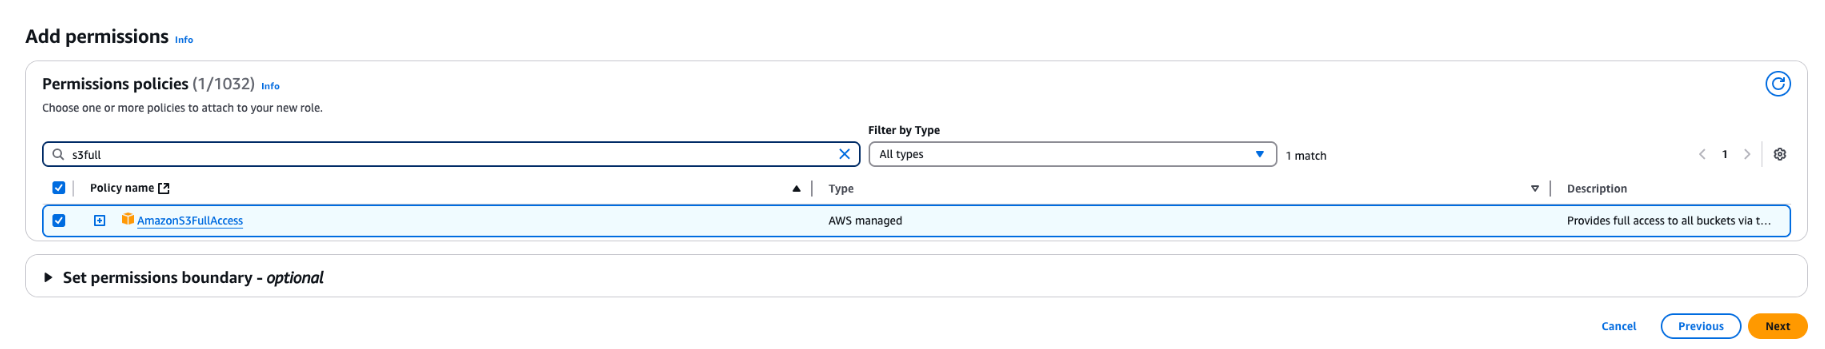 Add permissions Info
Permissions policies (1/1032) Info
Choose one or more policies to attach to your new role.
Filter by Type
s3full All types 1 match 1
Policy name Type Description
AmazonS3FullAccess AWS managed Provides full access to all buckets via t...
Set permissions boundary - optional
Cancel Previous Next